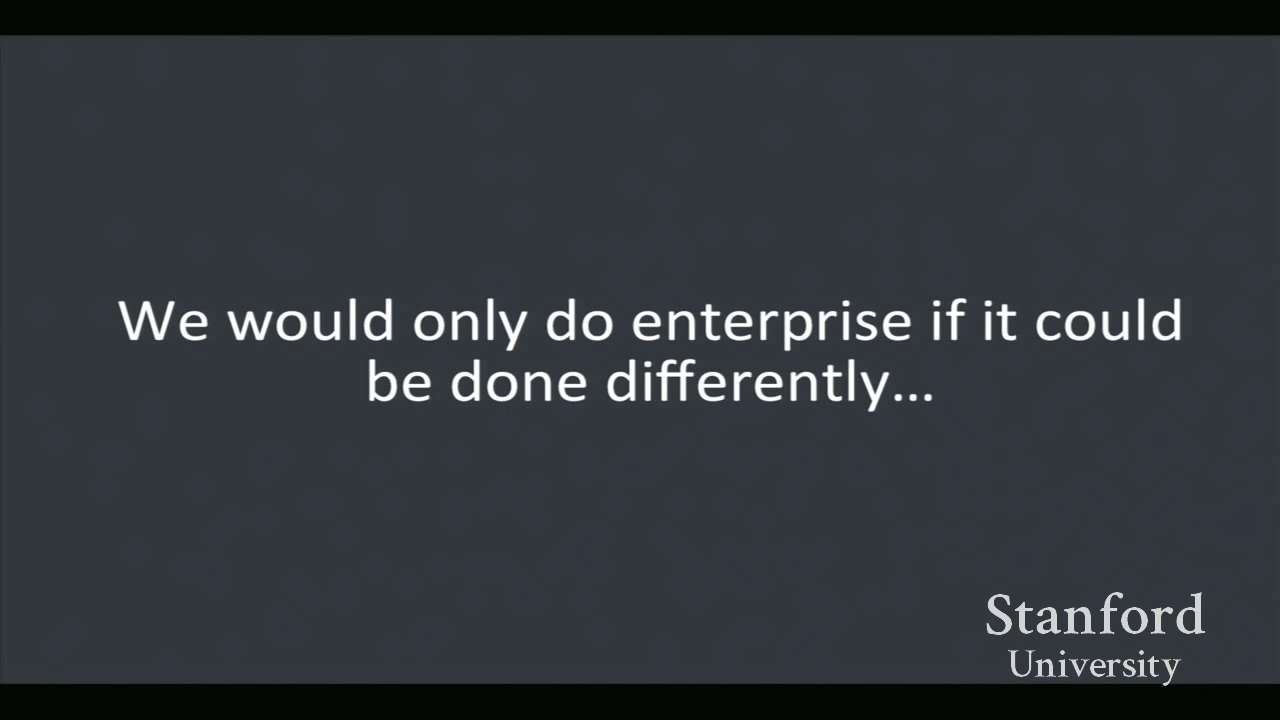 We would only do enterprise if it could
be done differently...
Stanford
University